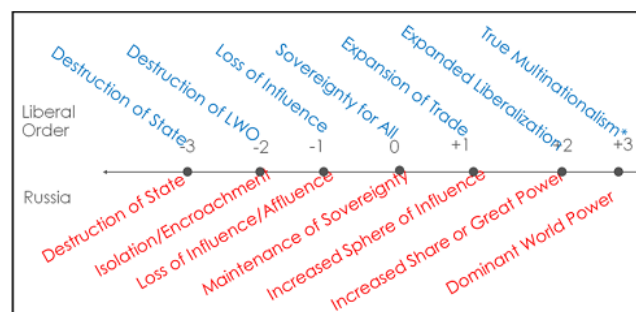 Liberal
Order
Destruction of State
Destruction of LWO
Loss of Influence
Sovereignty for All
Expansion of Trade
Expanded Liberalization
True Multinationalism*
-3
-2
-1
0
+1
+2
+3
Russia
Destruction of State
Isolation/Encroachment
Loss of Influence/Affluence
Maintenance of Sovereignty
Increased Sphere of Influence
Increased Share or Great Power
Dominant World Power